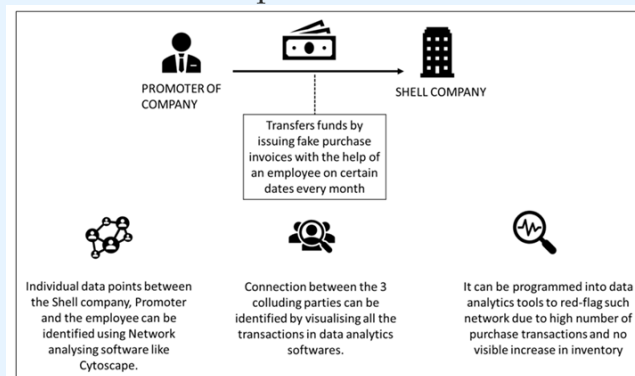 PROMOTER OF
COMPANY
SHELL COMPANY
Transfers funds by
issuing fake purchase
invoices with the help of
an employee on certain
dates every month
Individual data points between
the Shell company, Promoter
and the employee can be
identified using Network
analysing software like
Cytoscape.
Connection between the 3
colluding parties can be
identified by visualising all the
transactions in data analytics
softwares.
It can be programmed into data
analytics tools to red-flag such
network due to high number of
purchase transactions and no
visible increase in inventory